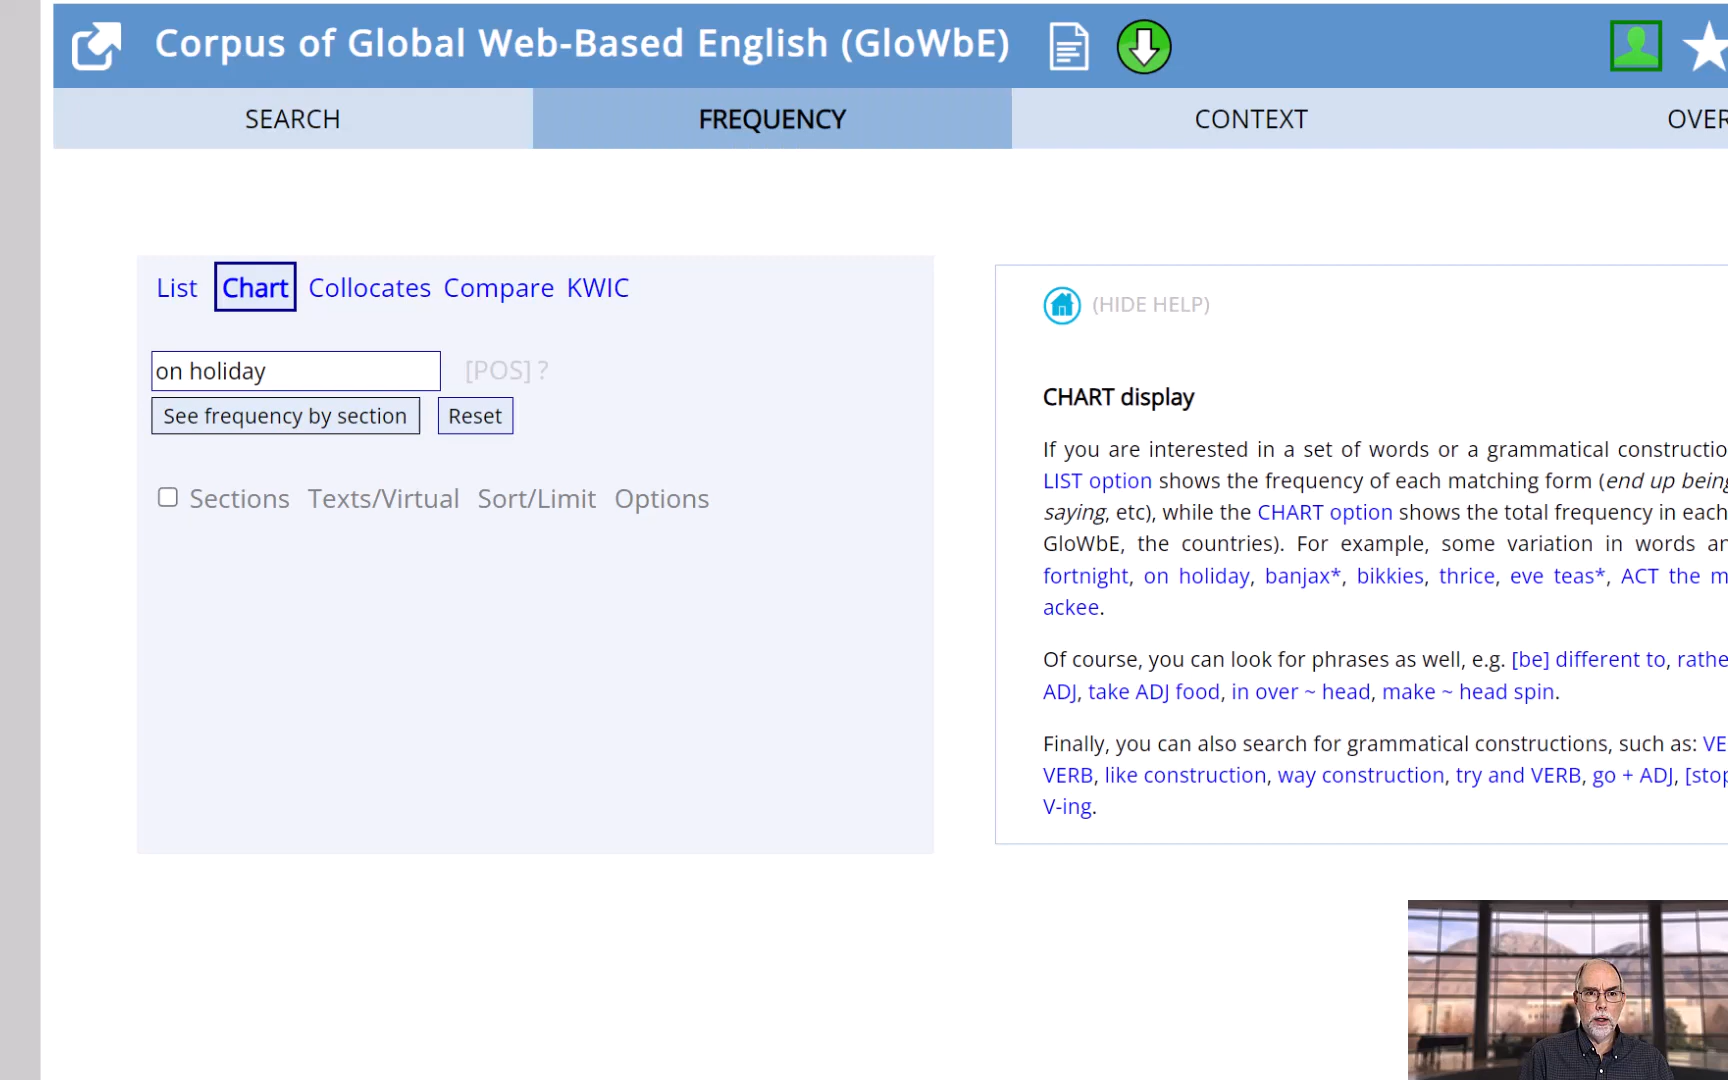 Corpus of Global Web-Based English (GloWbE)
SEARCH
FREQUENCY
CONTEXT
OVER
List Chart Collocates Compare KWIC
on holiday
[POS] ?
See frequency by section
Reset
Sections Texts/Virtual Sort/Limit Options
(HIDE HELP)
CHART display
If you are interested in a set of words or a grammatical constructio
LIST option shows the frequency of each matching form (end up being
saying, etc), while the CHART option shows the total frequency in each
GloWbE, the countries). For example, some variation in words an
fortnight, on holiday, banjax*, bikkies, thrice, eve teas*, ACT the m
ackee.
Of course, you can look for phrases as well, e.g. [be] different to, rathe
ADJ, take ADJ food, in over ~ head, make ~ head spin.
Finally, you can also search for grammatical constructions, such as: VE
VERB, like construction, way construction, try and VERB, go + ADJ, [stop
V-ing.